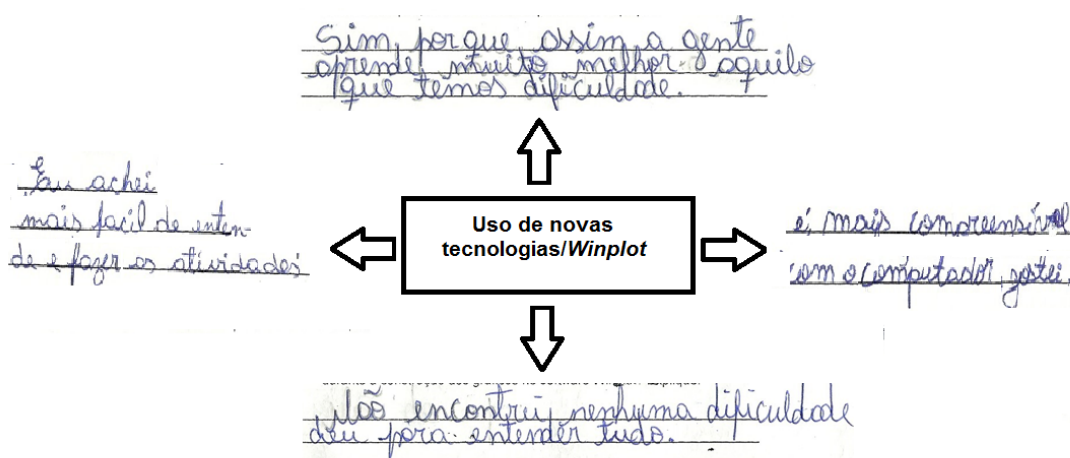 Sim, porque, assim a gente
aprende muito melhor aquilo
que temos dificuldade.
Eu achei
mais facil de enten-
de e fazer as atividades
Uso de novas
tecnologias/Winplot
é mais compreensível
com o computador, gostei.
Não encontrei nenhuma dificuldade
deu para entender tudo.